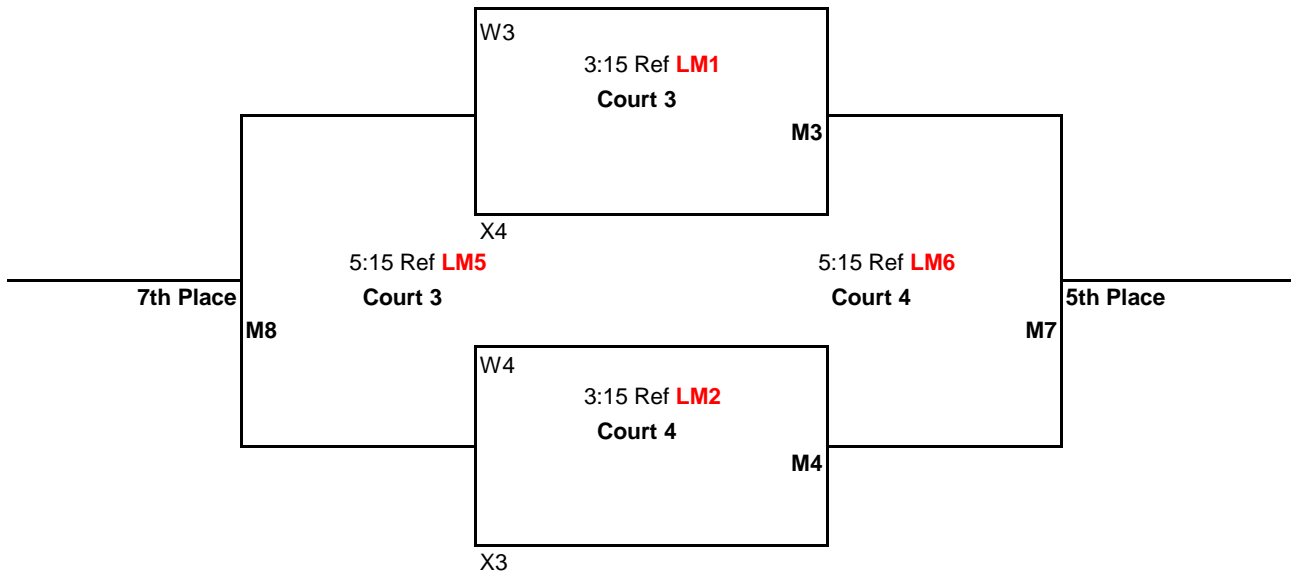 W3
3:15 Ref LM1
Court 3
M3
X4
5:15 Ref LM5
Court 3
5:15 Ref LM6
Court 4
7th Place
5th Place
M8
M7
W4
3:15 Ref LM2
Court 4
M4
X3